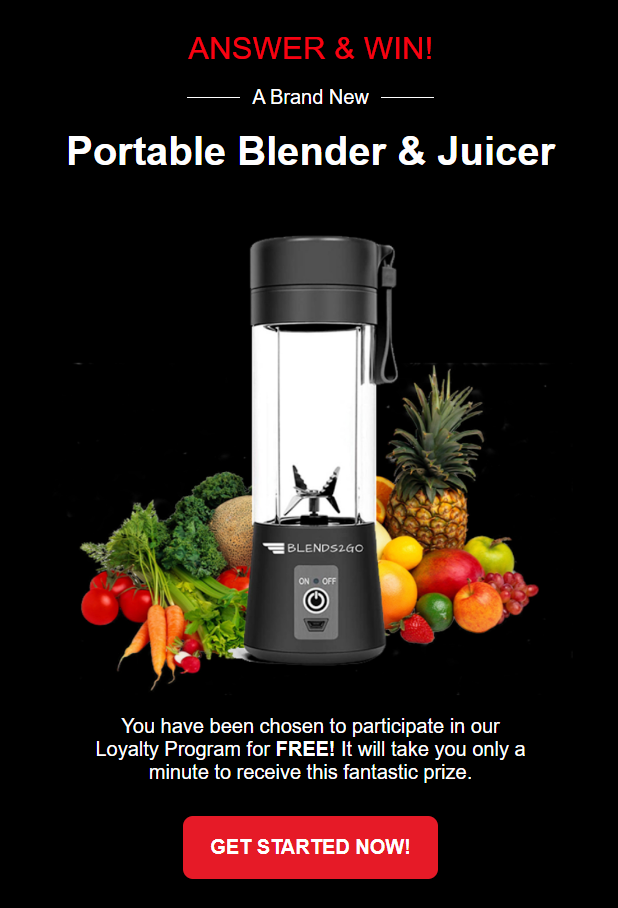 ANSWER & WIN!
A Brand New
Portable Blender & Juicer
BLENDS2GO
ON OFF
You have been chosen to participate in our
Loyalty Program for FREE! It will take you only a
minute to receive this fantastic prize.
GET STARTED NOW!